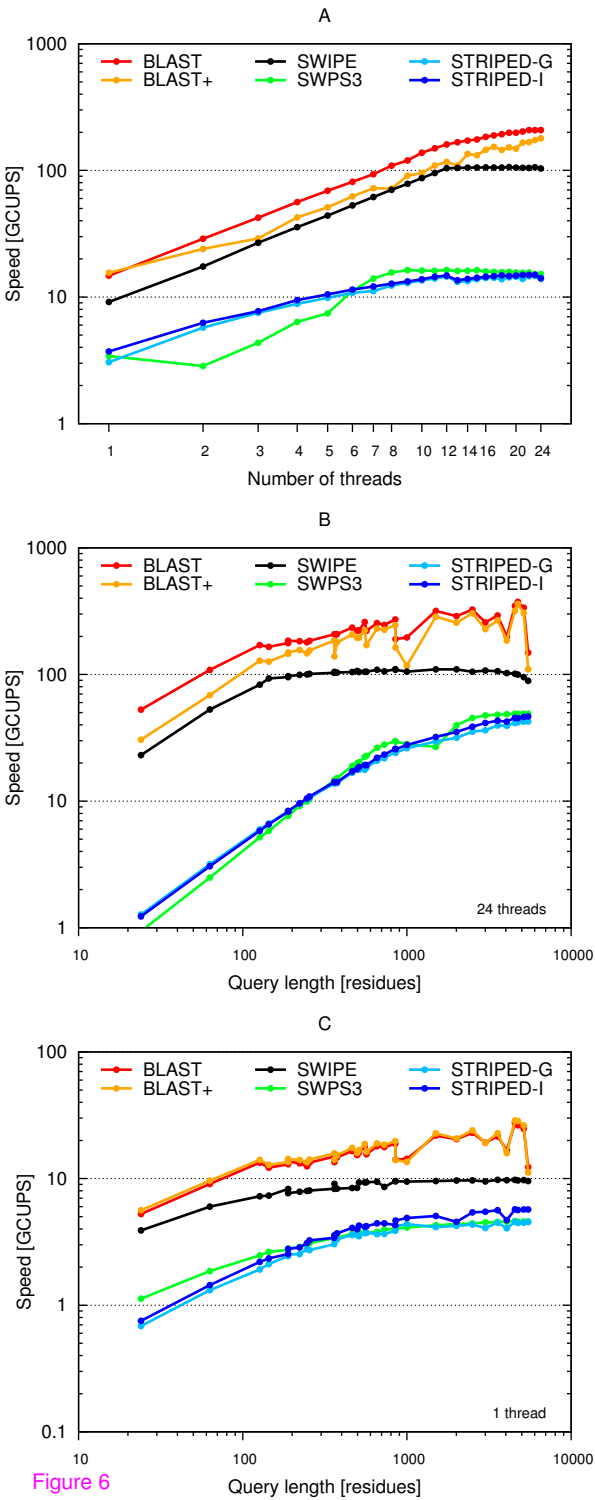 A
1000
100
10
1
Speed [GCUPS]
BLAST SWIPE STRIPED-G
BLAST+ SWPS3 STRIPED-I
1 2 3 4 5 6 7 8 10 12 14 16 20 24
Number of threads
B
1000
100
10
1
Speed [GCUPS]
BLAST SWIPE STRIPED-G
BLAST+ SWPS3 STRIPED-I
24 threads
10 100 1000 10000
Query length [residues]
C
100
10
1
0.1
Speed [GCUPS]
BLAST SWIPE STRIPED-G
BLAST+ SWPS3 STRIPED-I
1 thread
10 100 1000 10000
Query length [residues]
Figure 6